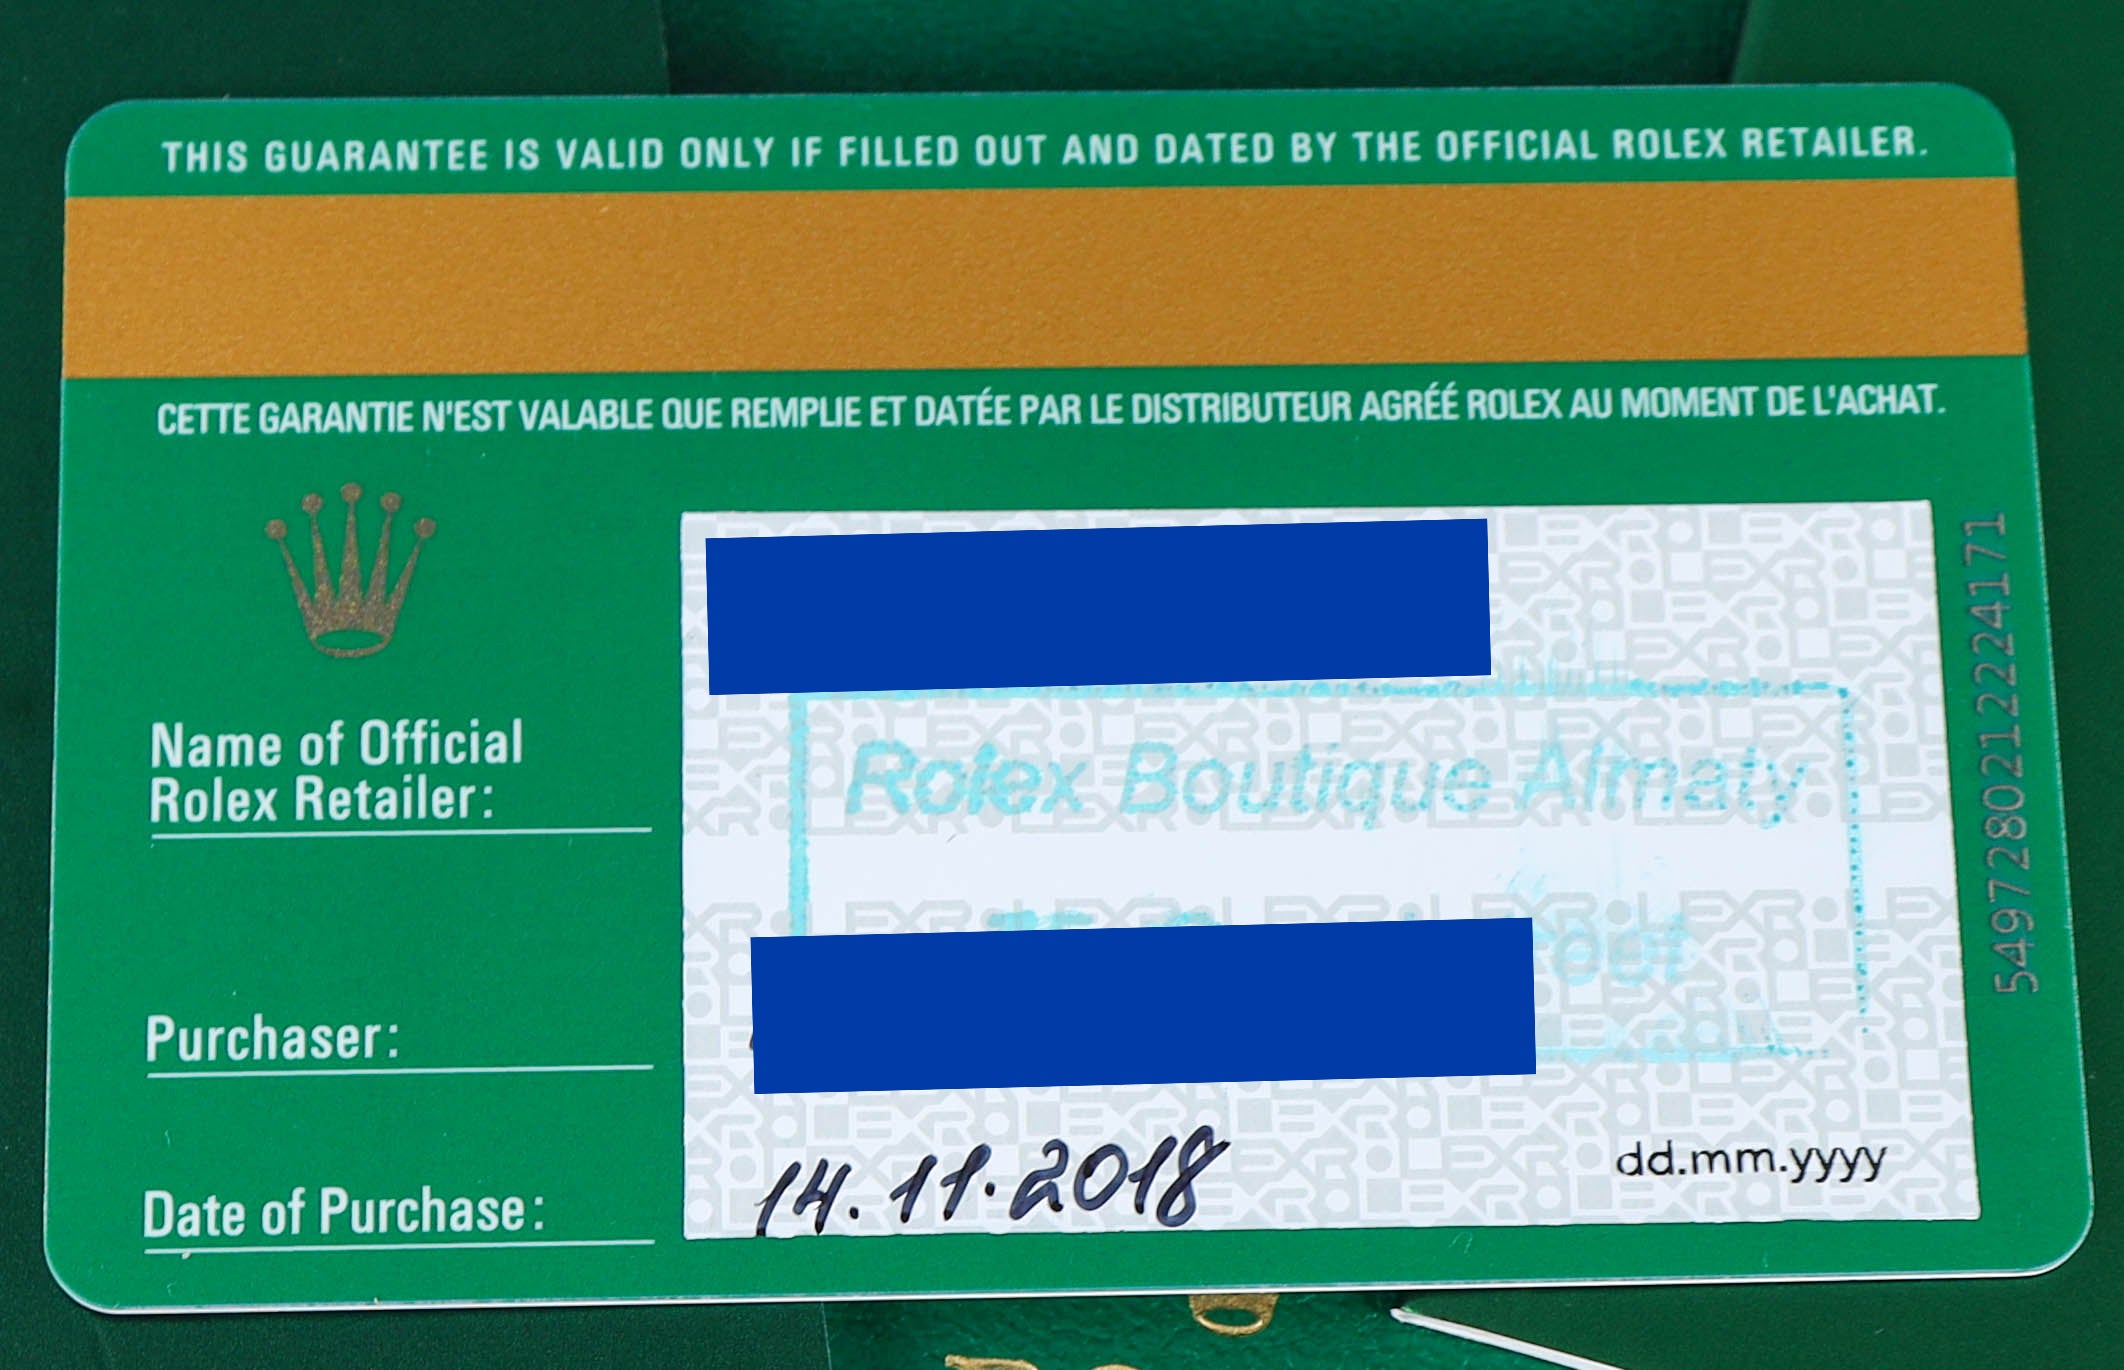 THIS GUARANTEE IS VALID ONLY IF FILLED OUT AND DATED BY THE OFFICIAL ROLEX RETAILER.
CETTE GARANTIE N'EST VALABLE QUE REMPLIE ET DATÉE PAR LE DISTRIBUTEUR AGRÉÉ ROLEX AU MOMENT DE L'ACHAT.
Name of Official
Rolex Retailer:
Rolex Boutique Almaty
Purchaser:
Date of Purchase:
14.11.2018
dd.mm.yyyy
5497280212224171